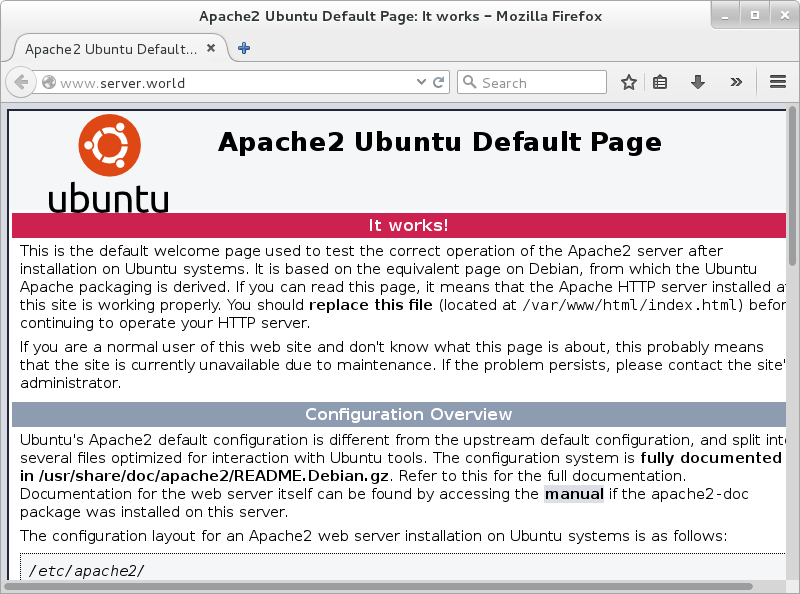 Apache2 Ubuntu Default Page: It works - Mozilla Firefox
Apache2 Ubuntu Default...
www.server.world
Search
ubuntu
Apache2 Ubuntu Default Page
It works!
This is the default welcome page used to test the correct operation of the Apache2 server after
installation on Ubuntu systems. It is based on the equivalent page on Debian, from which the Ubuntu
Apache packaging is derived. If you can read this page, it means that the Apache HTTP server installed at
this site is working properly. You should replace this file (located at /var/www/html/index.html) befor
continuing to operate your HTTP server.
If you are a normal user of this web site and don't know what this page is about, this probably means
that the site is currently unavailable due to maintenance. If the problem persists, please contact the site'
administrator.
Configuration Overview
Ubuntu's Apache2 default configuration is different from the upstream default configuration, and split into
several files optimized for interaction with Ubuntu tools. The configuration system is fully documented
in /usr/share/doc/apache2/README.Debian.gz. Refer to this for the full documentation.
Documentation for the web server itself can be found by accessing the manual if the apache2-doc
package was installed on this server.
The configuration layout for an Apache2 web server installation on Ubuntu systems is as follows:
/etc/apache2/